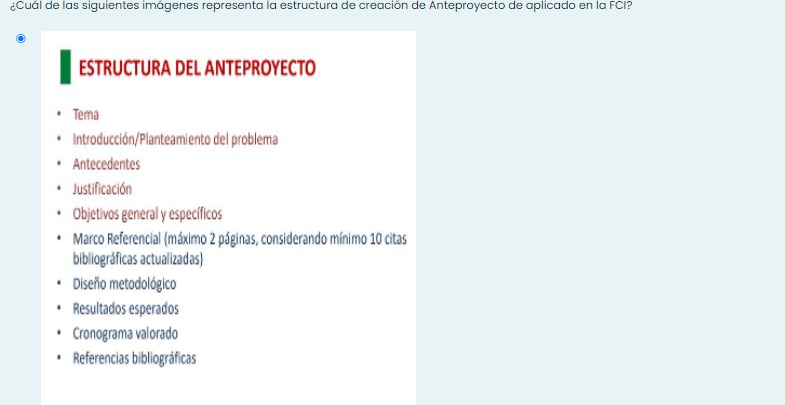 ¿Cuál de las siguientes imágenes representa la estructura de creación de Anteproyecto de aplicado en la FCI?
ESTRUCTURA DEL ANTEPROYECTO
• Tema
• Introducción/Planteamiento del problema
• Antecedentes
• Justificación
• Objetivos general y específicos
• Marco Referencial (máximo 2 páginas, considerando mínimo 10 citas
bibliográficas actualizadas)
• Diseño metodológico
• Resultados esperados
• Cronograma valorado
• Referencias bibliográficas